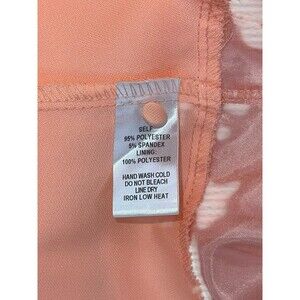 SELF:
95% POLYESTER
5% SPANDEX
LINING:
100% POLYESTER
HAND WASH COLD
DO NOT BLEACH
LINE DRY
IRON LOW HEAT